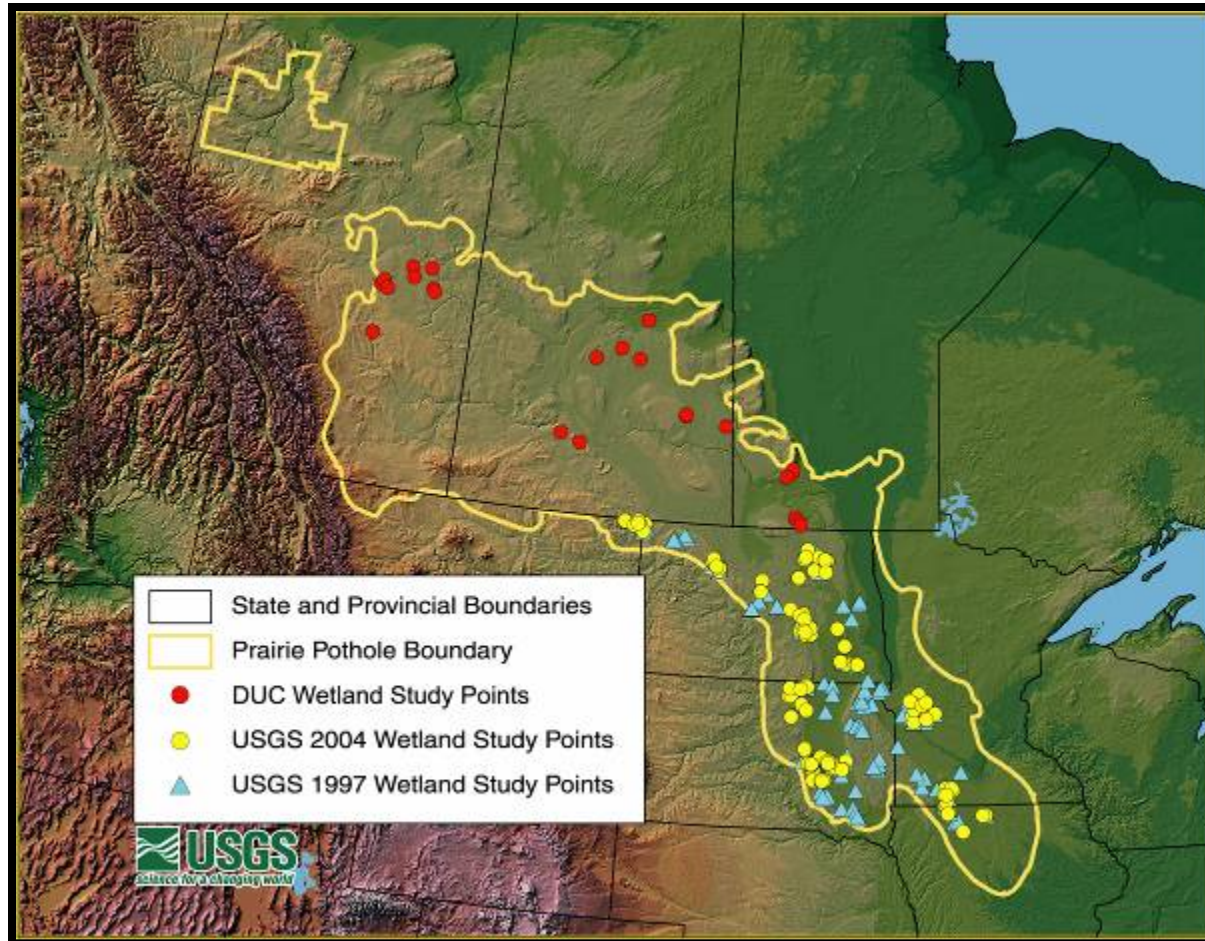 State and Provincial Boundaries
Prairie Pothole Boundary
DUC Wetland Study Points
USGS 2004 Wetland Study Points
USGS 1997 Wetland Study Points
USGS
science for a changing world